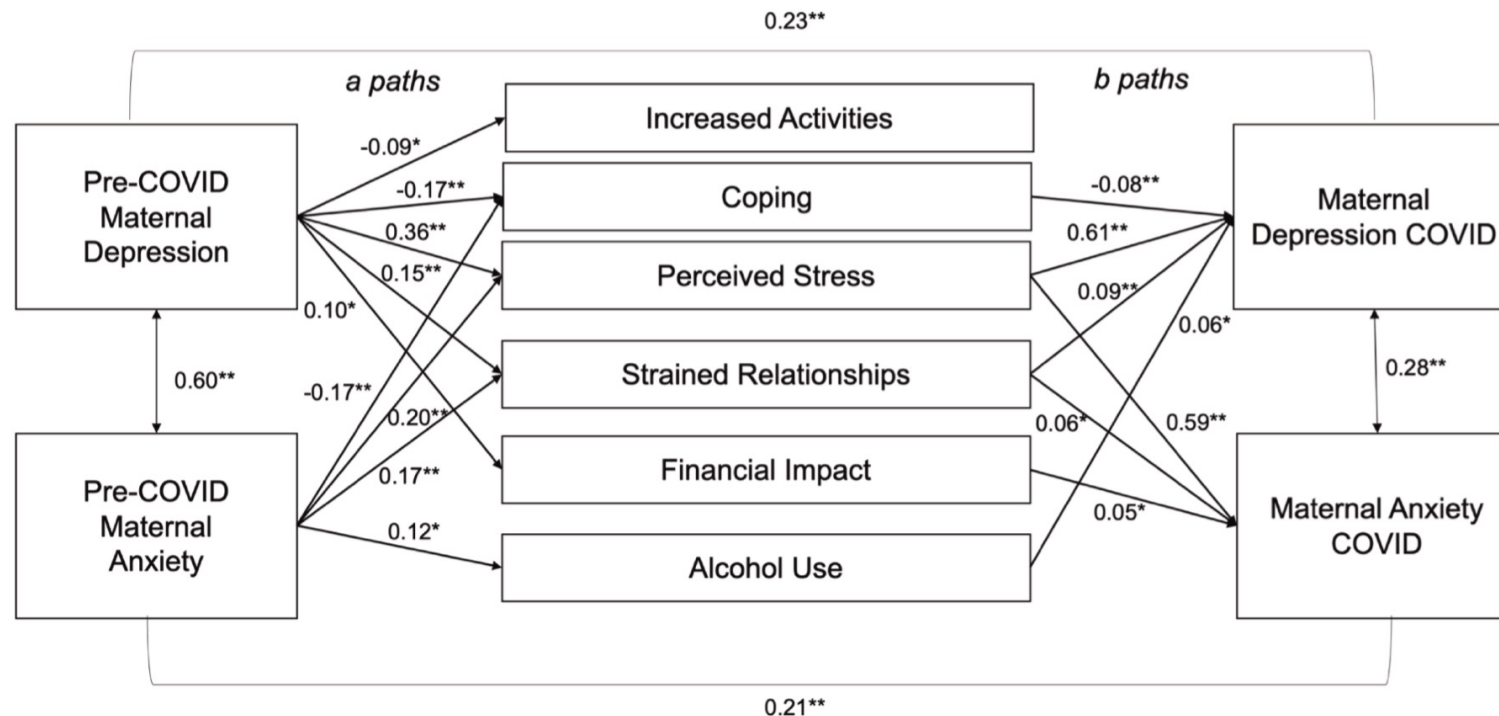 0.23**
a paths
b paths
Increased Activities
Pre-COVID
Maternal
Depression
-0.09*
-0.17**
Coping
-0.08**
Maternal
Depression COVID
0.36**
0.61**
0.15**
Perceived Stress
0.09**
0.10*
0.06*
0.60**
-0.17**
Strained Relationships
0.28**
0.20**
0.06*
0.59**
0.17**
Financial Impact
Pre-COVID
Maternal
Anxiety
0.12*
0.05*
Maternal Anxiety
COVID
Alcohol Use
0.21**